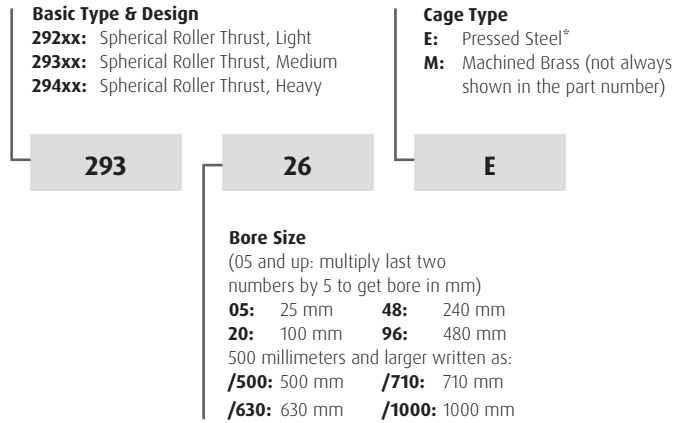 Basic Type & Design
292xx: Spherical Roller Thrust, Light
293xx: Spherical Roller Thrust, Medium
294xx: Spherical Roller Thrust, Heavy
Cage Type
E: Pressed Steel*
M: Machined Brass (not always
shown in the part number)
293
26
E
Bore Size
(05 and up: multiply last two
numbers by 5 to get bore in mm)
05: 25 mm 48: 240 mm
20: 100 mm 96: 480 mm
500 millimeters and larger written as:
/500: 500 mm /710: 710 mm
/630: 630 mm /1000: 1000 mm